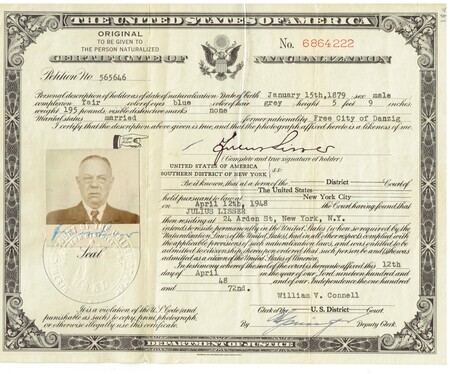 THE UNITED STATES OF AMERICA
ORIGINAL
TO BE GIVEN TO
THE PERSON NATURALIZED
No. 6864222
CERTIFICATE OF NATURALIZATION
Petition No. 565646
Personal description of holder as of date of naturalization: Date of birth January 15th, 1879 sex male
complexion fair color of eyes blue color of hair grey height 5 feet 9 inches
weight 195 pounds; visible distinctive marks none
Marital status married former nationality Free City of Danzig
I certify that the description above given is true, and that the photograph affixed hereto is a likeness of me.
Julius Lisser
(Complete and true signature of holder)
UNITED STATES OF AMERICA
SOUTHERN DISTRICT OF NEW YORK } s.s.
Be it known, that at a term of the District Court of
The United States
held pursuant to law at New York City
on April 12th, 1948 the Court having found that
JULIUS LISSER
then residing at 24 Arden St, New York, N.Y.
intends to reside permanently in the United States (when so required by the
Naturalization Laws of the United States), had in all other respects complied with
the applicable provisions of such naturalization laws, and was entitled to be
admitted to citizenship, thereupon ordered that such person be and (s)he was
admitted as a citizen of the United States of America.
In testimony whereof the seal of the court is hereunto affixed this 12th
day of April in the year of our Lord nineteen hundred and
48 and of our Independence the one hundred
and 72nd.
Seal
William V. Connell
Clerk of the U. S. District Court.
By Deputy Clerk.
It is a violation of the U.S. Code (and
punishable as such) to copy, print, photograph,
or otherwise illegally use this certificate.
DEPARTMENT OF JUSTICE